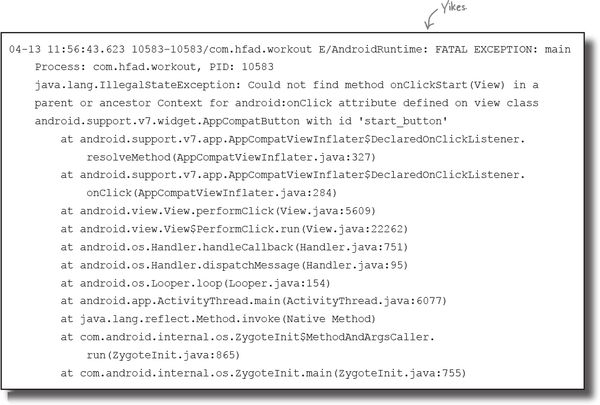 Yikes.
04-13 11:56:43.623 10583-10583/com.hfad.workout E/AndroidRuntime: FATAL EXCEPTION: main
Process: com.hfad.workout, PID: 10583
java.lang.IllegalStateException: Could not find method onClickStart(View) in a
parent or ancestor Context for android:onClick attribute defined on view class
android.support.v7.widget.AppCompatButton with id 'start_button'
at android.support.v7.app.AppCompatViewInflater$DeclaredOnClickListener.
resolveMethod(AppCompatViewInflater.java:327)
at android.support.v7.app.AppCompatViewInflater$DeclaredOnClickListener.
onClick(AppCompatViewInflater.java:284)
at android.view.View.performClick(View.java:5609)
at android.view.View$PerformClick.run(View.java:22262)
at android.os.Handler.handleCallback(Handler.java:751)
at android.os.Handler.dispatchMessage(Handler.java:95)
at android.os.Looper.loop(Looper.java:154)
at android.app.ActivityThread.main(ActivityThread.java:6077)
at java.lang.reflect.Method.invoke(Native Method)
at com.android.internal.os.ZygoteInit$MethodAndArgsCaller.
run(ZygoteInit.java:865)
at com.android.internal.os.ZygoteInit.main(ZygoteInit.java:755)